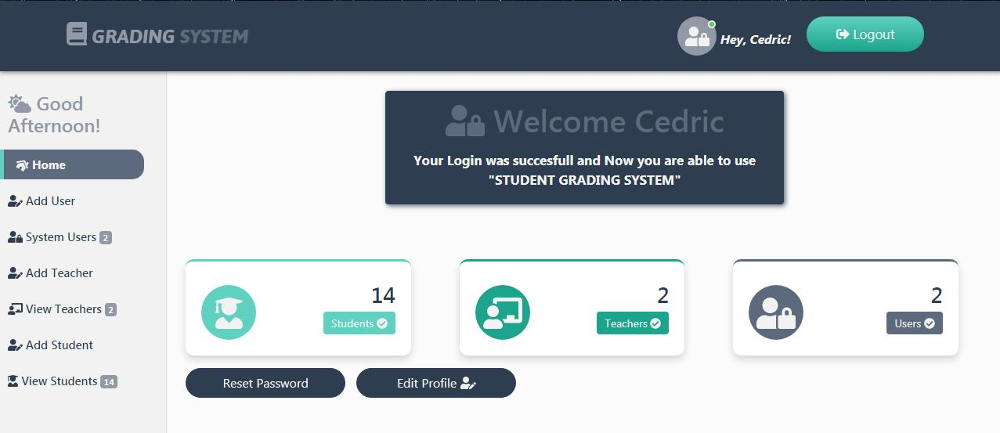 GRADING SYSTEM
Hey, Cedric!
Logout
Good
Afternoon!
Home
Add User
System Users 2
Add Teacher
View Teachers 2
Add Student
View Students 14
Welcome Cedric
Your Login was succesfull and Now you are able to use
"STUDENT GRADING SYSTEM"
14
Students
2
Teachers
2
Users
Reset Password
Edit Profile